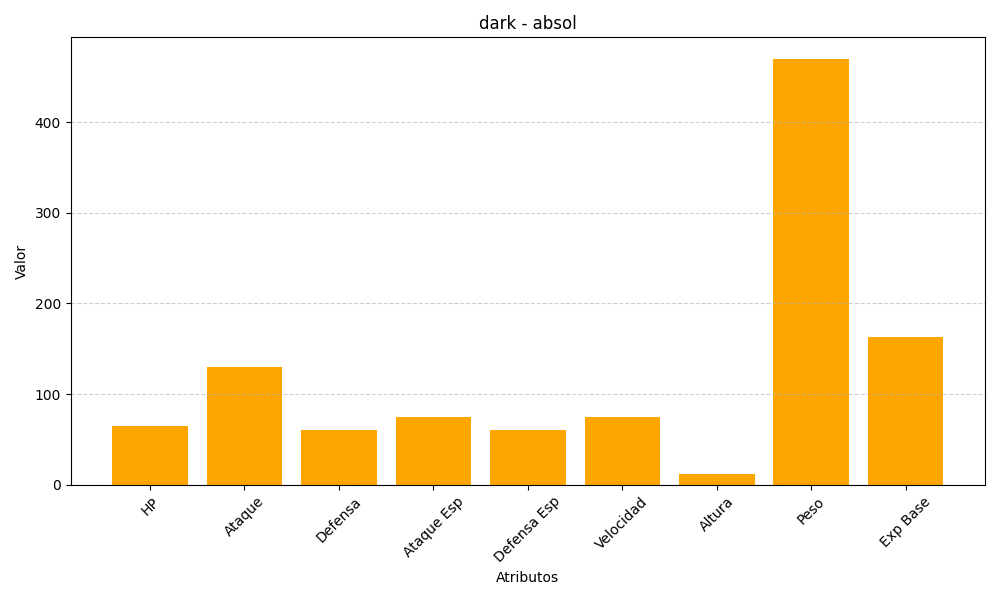 dark - absol
Valor
400
300
200
100
0
HP
Ataque
Defensa
Ataque Esp
Defensa Esp
Velocidad
Altura
Peso
Exp Base
Atributos